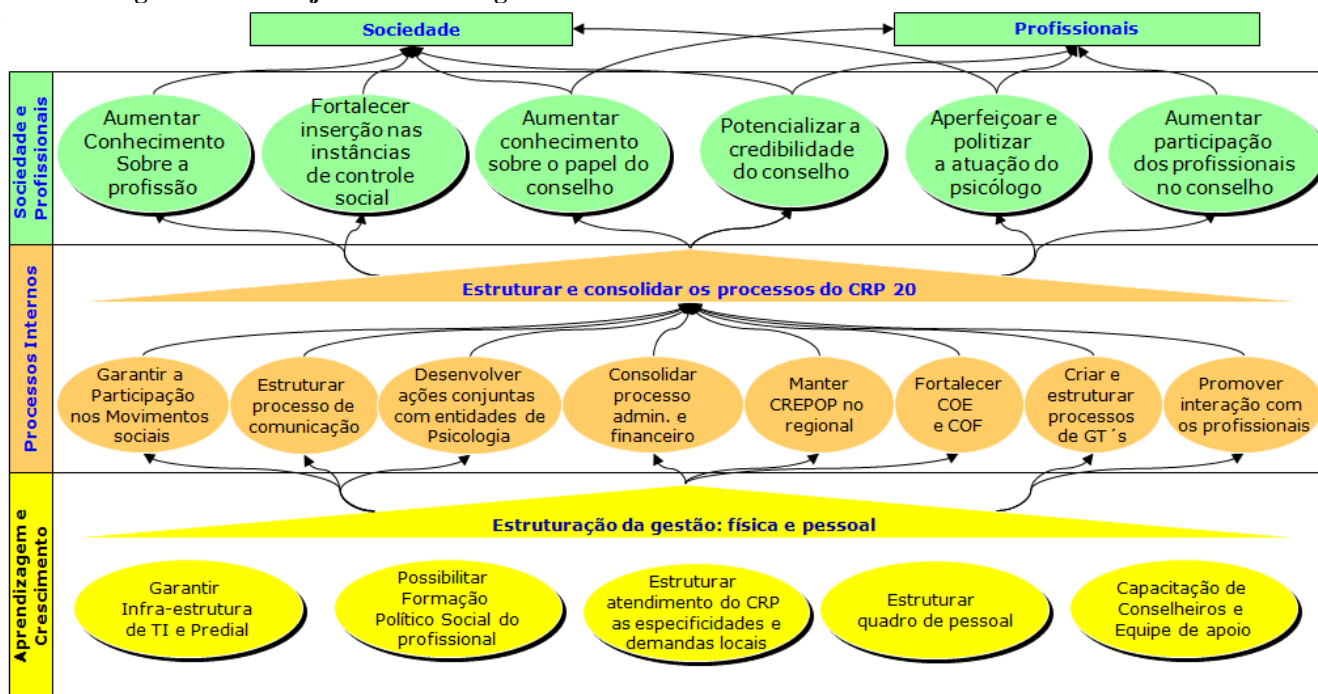 Sociedade
Profissionais
Sociedade e
Profissionais
Aumentar
Conhecimento
Sobre a
profissão
Fortalecer
inserção nas
instâncias
de controle
social
Aumentar
conhecimento
sobre o papel do
conselho
Potencializar a
credibilidade
do conselho
Aperfeiçoar e
politizar
a atuação do
psicólogo
Aumentar
participação
dos profissionais
no conselho
Processos Internos
Estruturar e consolidar os processos do CRP 20
Garantir a
Participação
nos Movimentos
sociais
Estruturar
processo de
comunicação
Desenvolver
ações conjuntas
com entidades de
Psicologia
Consolidar
processo
admin. e
financeiro
Manter
CREPOP no
regional
Fortalecer
COE
e COF
Criar e
estruturar
processos
de GT´s
Promover
interação com
os profissionais
Aprendizagem e
Crescimento
Estruturação da gestão: física e pessoal
Garantir
Infra-estrutura
de TI e Predial
Possibilitar
Formação
Político Social do
profissional
Estruturar
atendimento do CRP
as especificidades e
demandas locais
Estruturar
quadro de pessoal
Capacitação de
Conselheiros e
Equipe de apoio